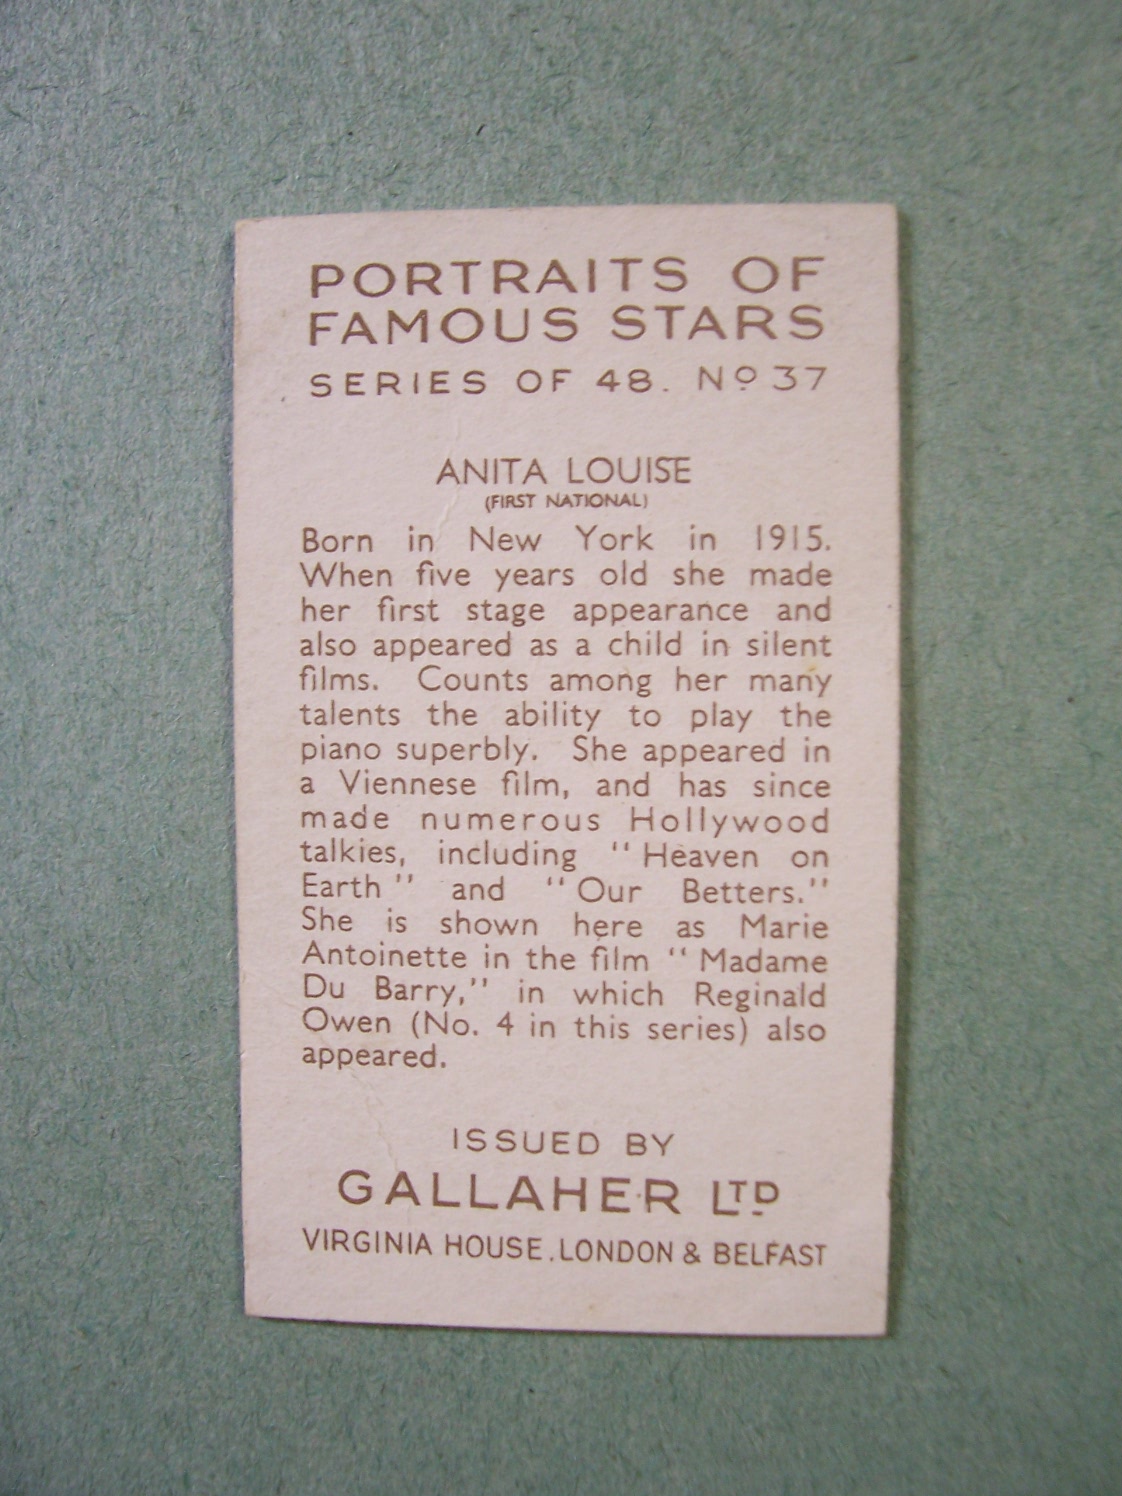 PORTRAITS OF
FAMOUS STARS
SERIES OF 48. Nº 37
ANITA LOUISE
(FIRST NATIONAL)
Born in New York in 1915.
When five years old she made
her first stage appearance and
also appeared as a child in silent
films. Counts among her many
talents the ability to play the
piano superbly. She appeared in
a Viennese film, and has since
made numerous Hollywood
talkies, including "Heaven on
Earth" and "Our Betters."
She is shown here as Marie
Antoinette in the film "Madame
Du Barry," in which Reginald
Owen (No. 4 in this series) also
appeared.
ISSUED BY
GALLAHER LTD
VIRGINIA HOUSE. LONDON & BELFAST